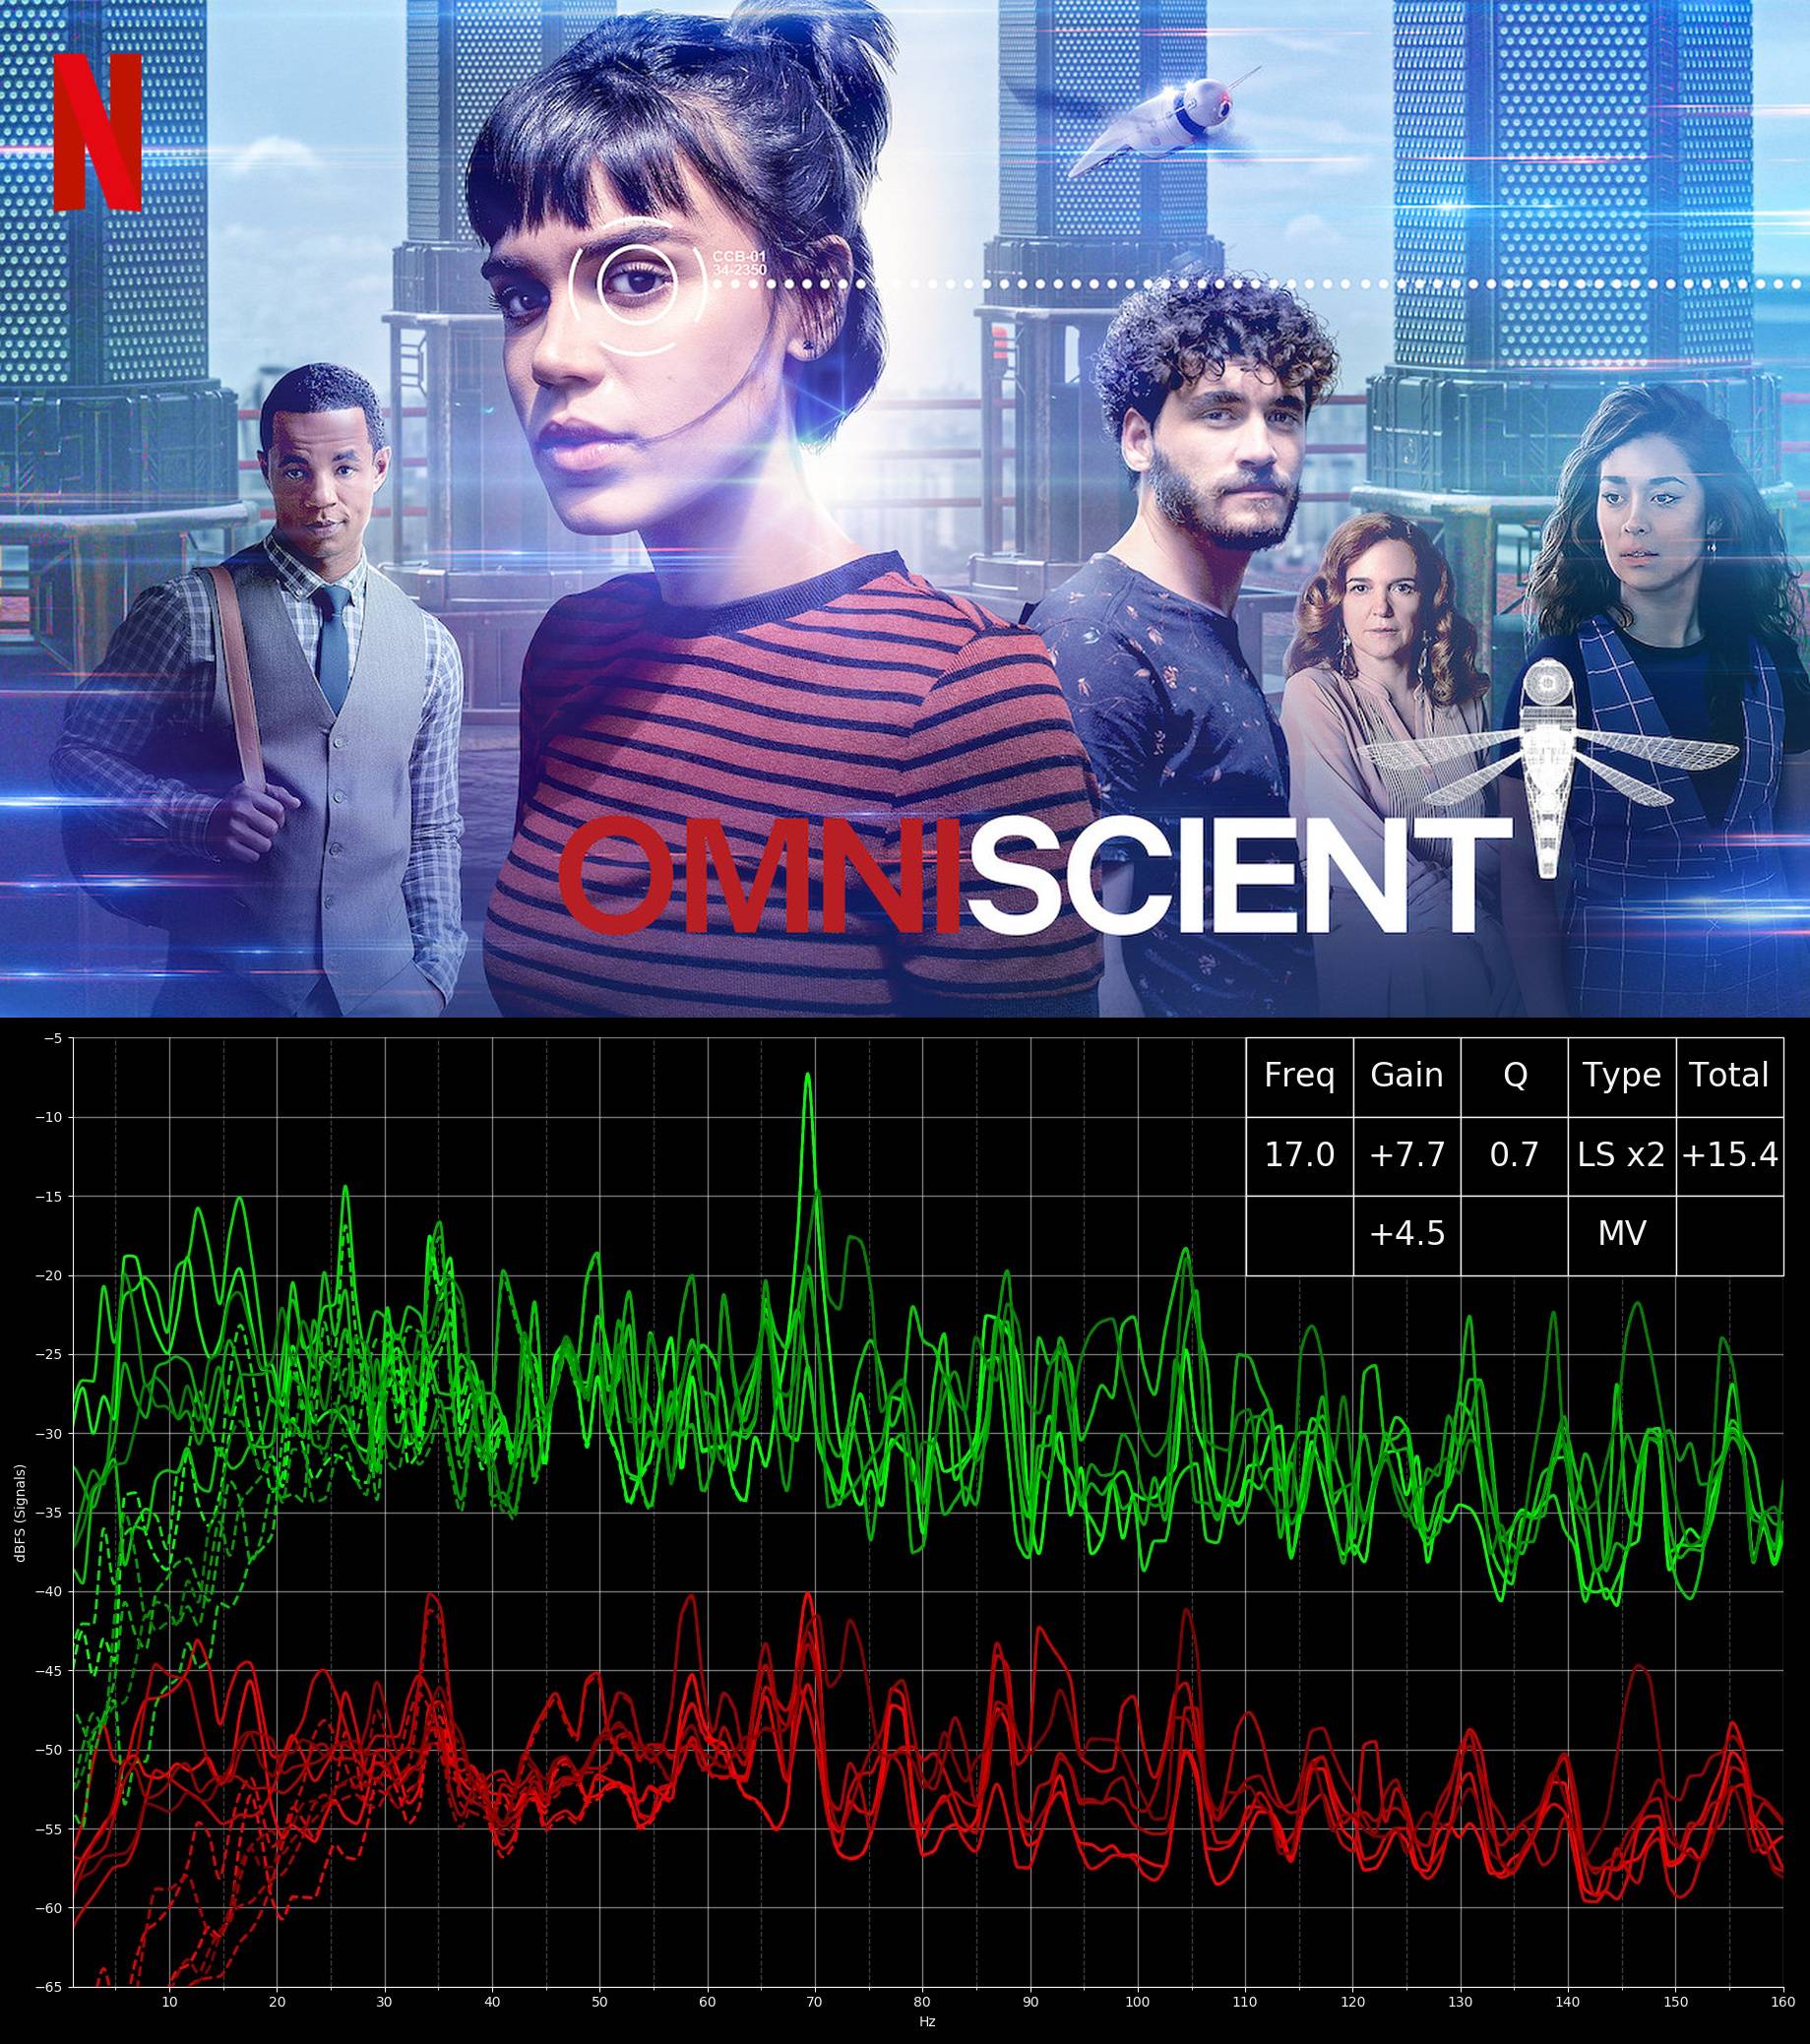 N
CCB-01
34-2350
OMNISCIENT
Freq Gain Q Type Total
17.0 +7.7 0.7 LS x2 +15.4
+4.5 MV
−5
−10
−15
−20
−25
−30
−35
−40
−45
−50
−55
−60
−65
dBFS (Signals)
10 20 30 40 50 60 70 80 90 100 110 120 130 140 150 160
Hz